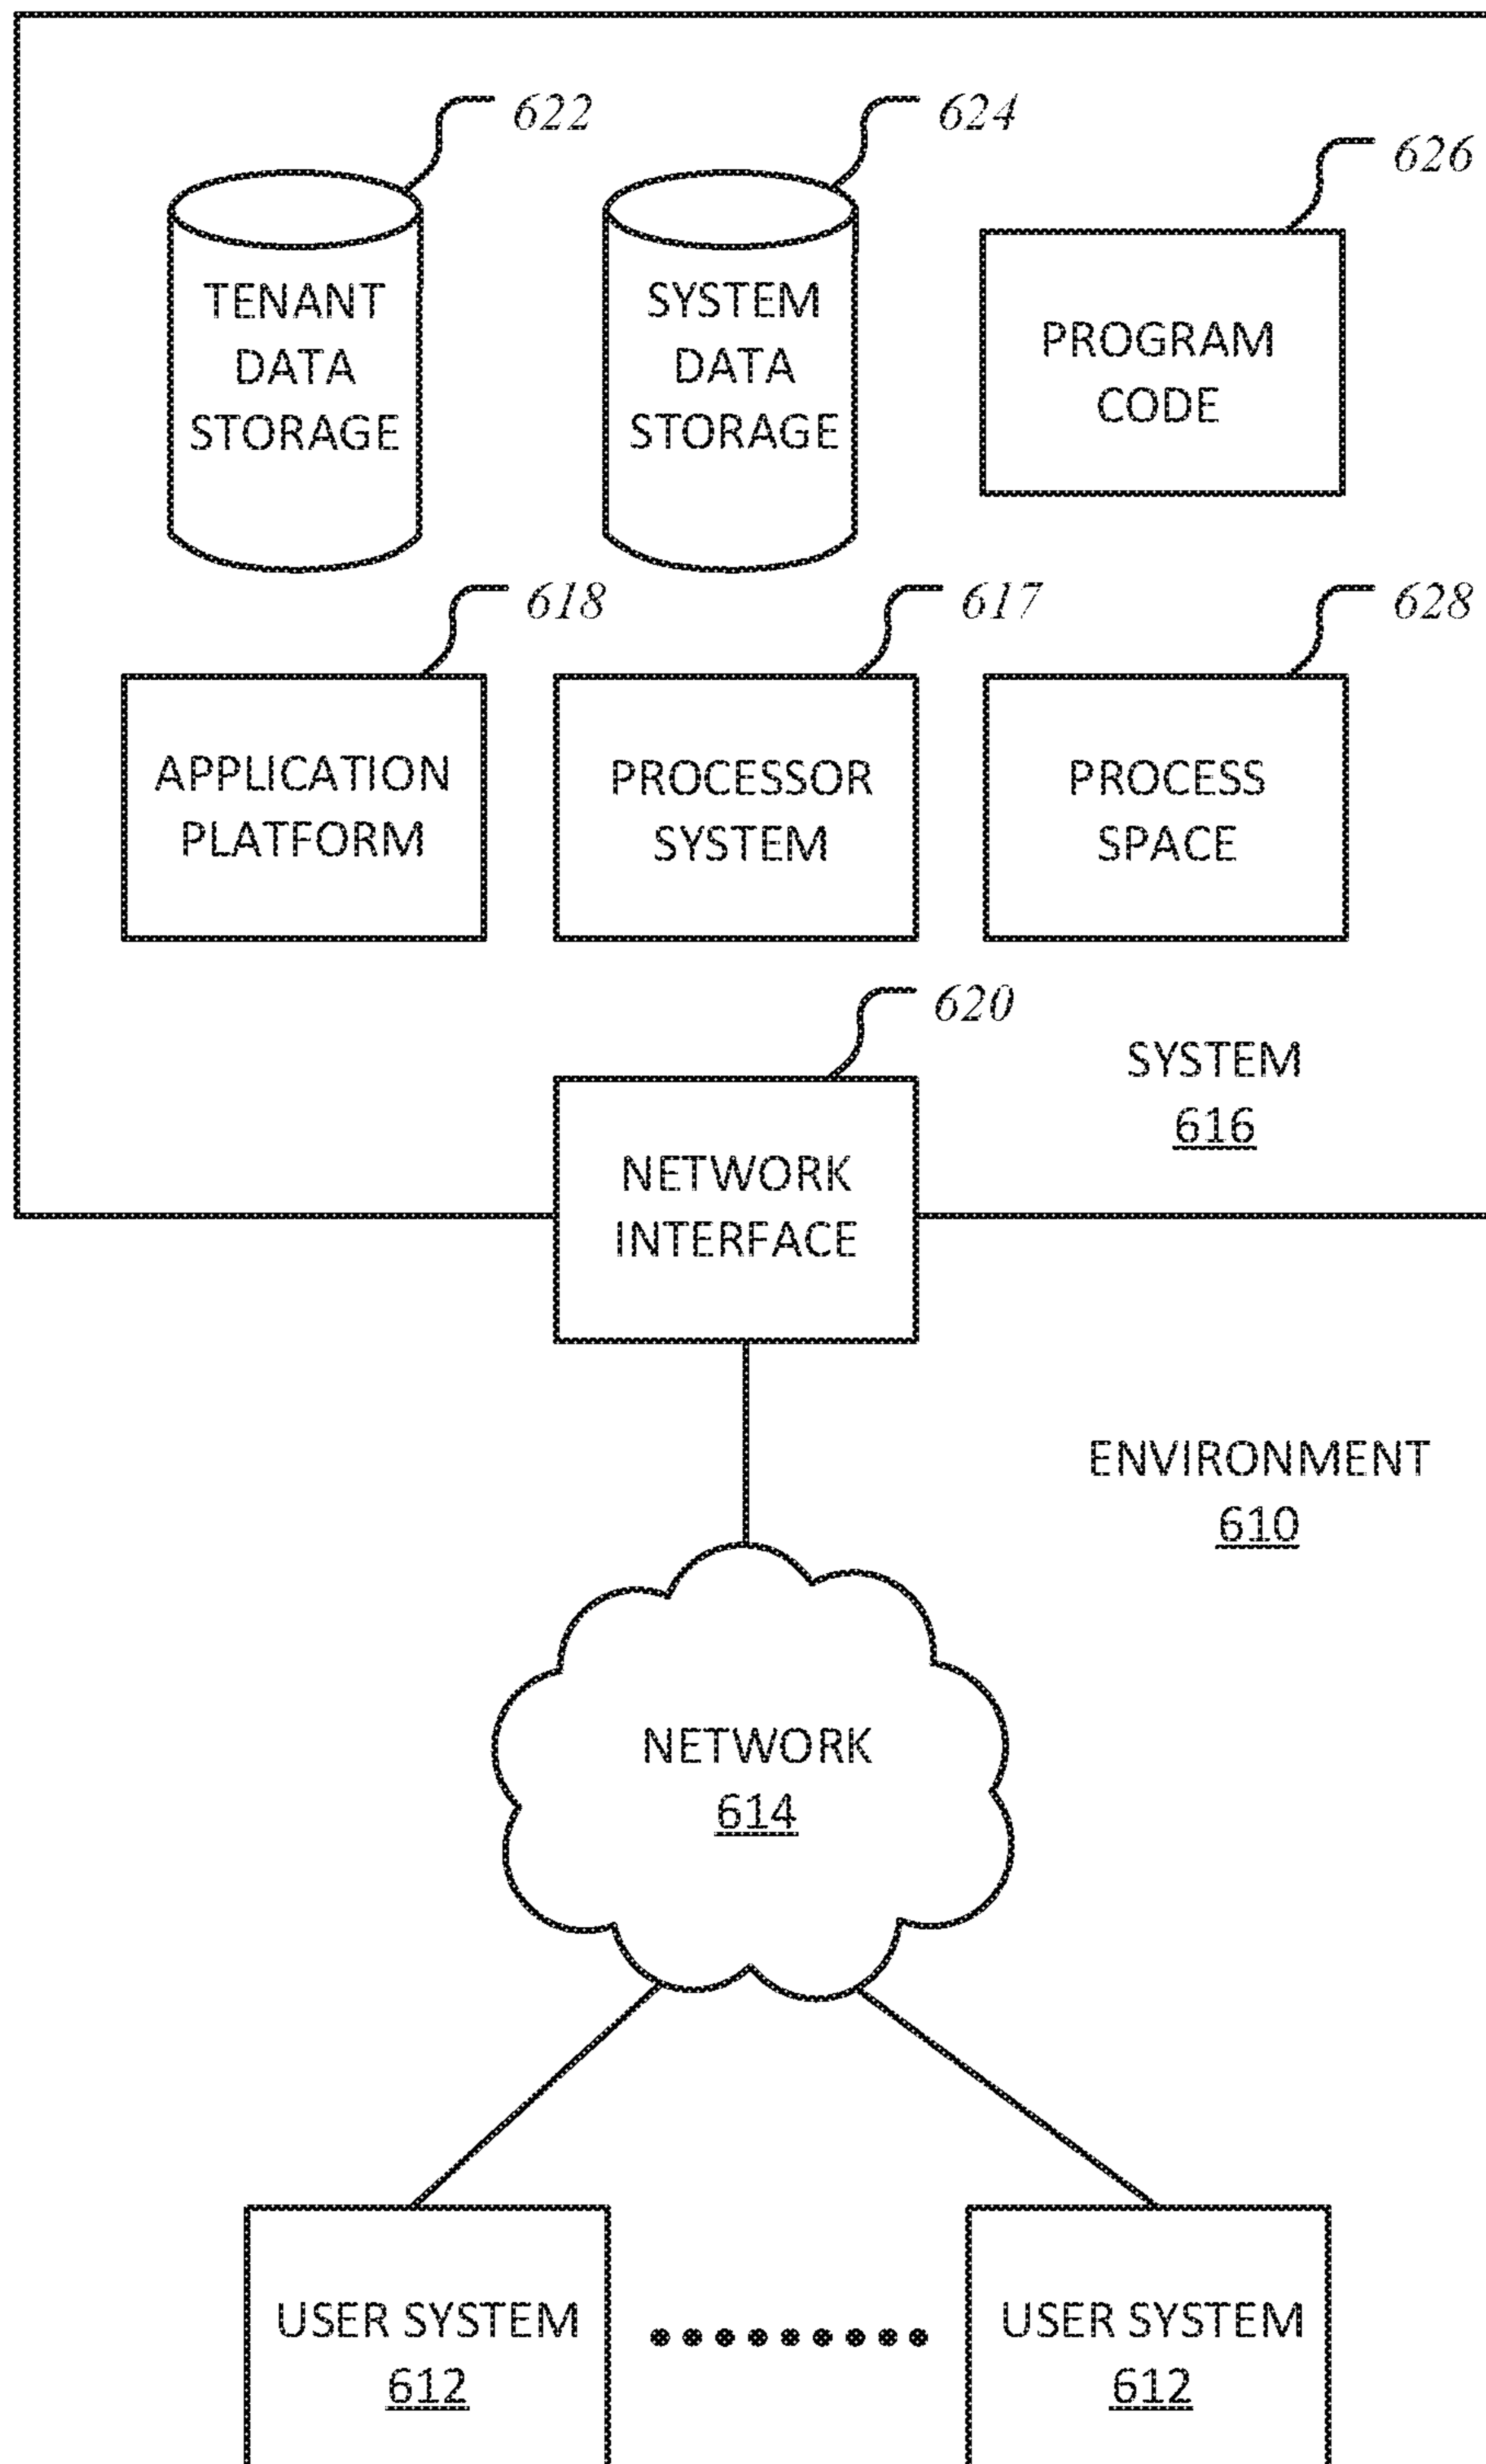 622
624
626
TENANT
DATA
STORAGE
SYSTEM
DATA
STORAGE
PROGRAM
CODE
618
617
628
APPLICATION
PLATFORM
PROCESSOR
SYSTEM
PROCESS
SPACE
620
SYSTEM
616
NETWORK
INTERFACE
ENVIRONMENT
610
NETWORK
614
USER SYSTEM
612
USER SYSTEM
612